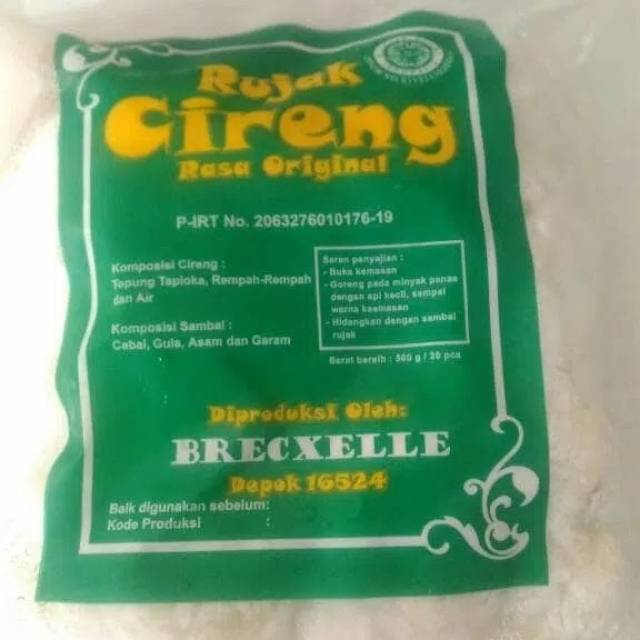 Rujak
Cireng
Rasa Original
P-IRT No. 2063276010176-19
Komposisi Cireng :
Tepung Tapioka, Rempah-Rempah
dan Air
Komposisi Sambal :
Cabai, Gula, Asam dan Garam
Saran penyajian :
- Buka kemasan
- Goreng pada minyak panas
dengan api kecil, sampai
warna keemasan
- Hidangkan dengan sambal
rujak
Berat bersih : 500 g / 20 pcs
Diproduksi Oleh:
BRECXELLE
Depok 16524
Baik digunakan sebelum:
Kode Produksi :